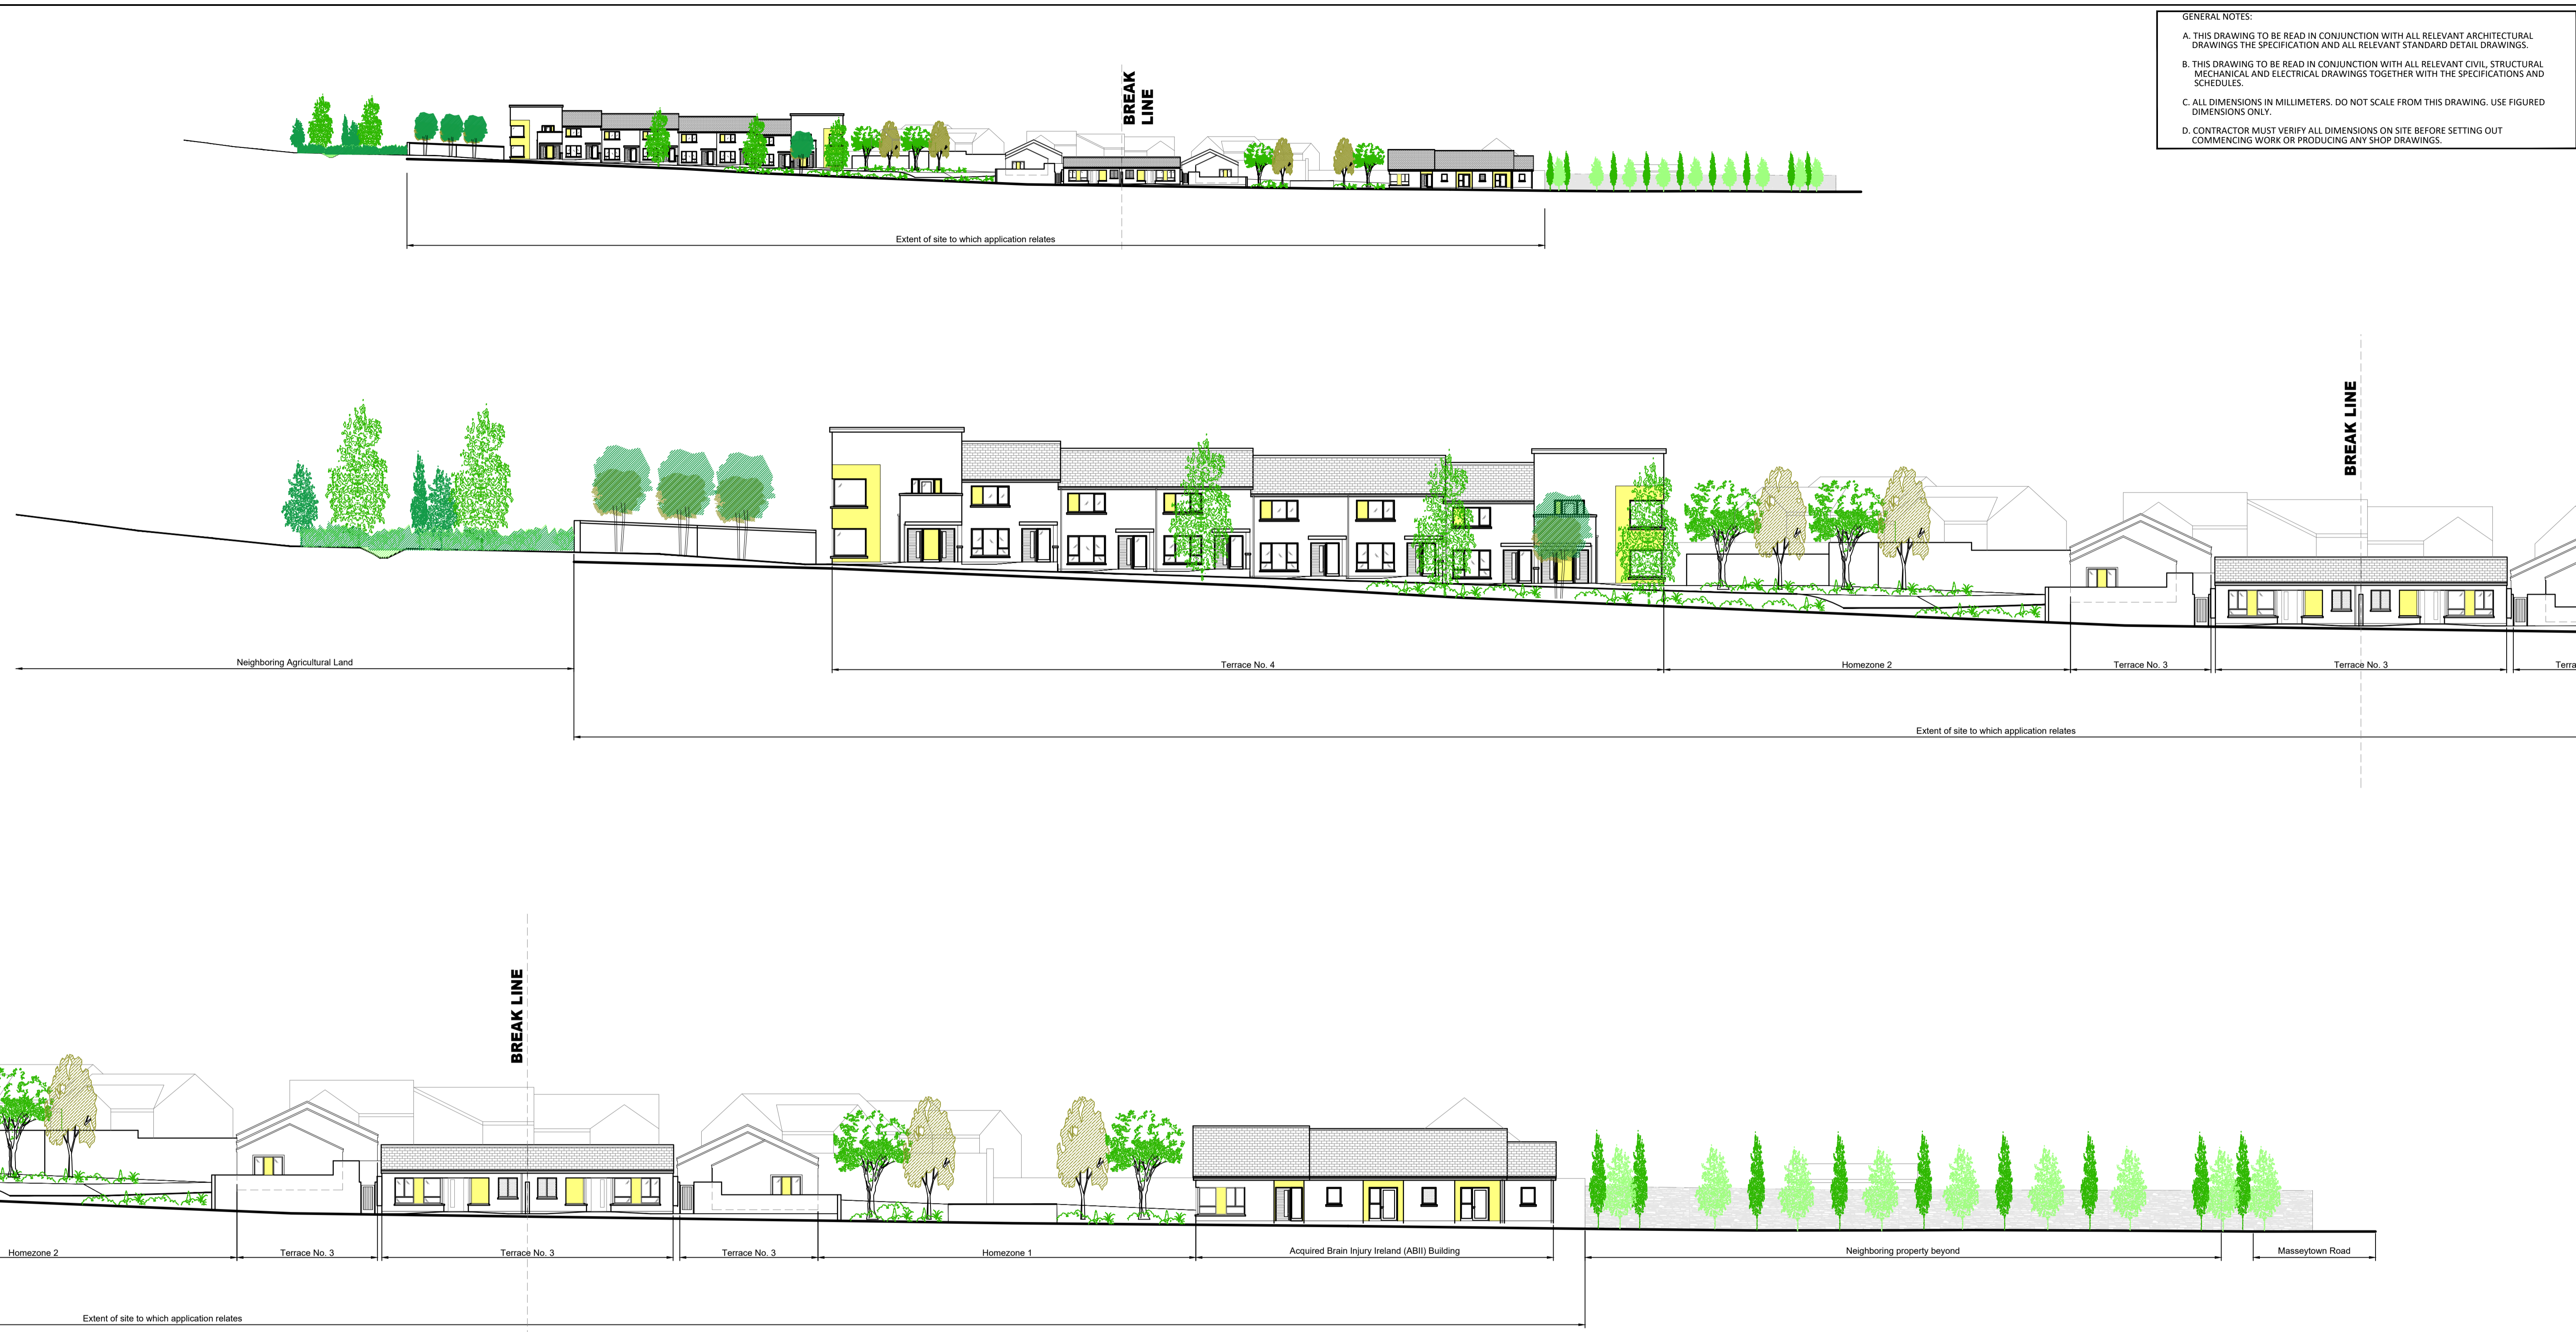 GENERAL NOTES:
A. THIS DRAWING TO BE READ IN CONJUNCTION WITH ALL RELEVANT ARCHITECTURAL
DRAWINGS THE SPECIFICATION AND ALL RELEVANT STANDARD DETAIL DRAWINGS.
B. THIS DRAWING TO BE READ IN CONJUNCTION WITH ALL RELEVANT CIVIL, STRUCTURAL
MECHANICAL AND ELECTRICAL DRAWINGS TOGETHER WITH THE SPECIFICATIONS AND
SCHEDULES.
C. ALL DIMENSIONS IN MILLIMETERS. DO NOT SCALE FROM THIS DRAWING. USE FIGURED
DIMENSIONS ONLY.
D. CONTRACTOR MUST VERIFY ALL DIMENSIONS ON SITE BEFORE SETTING OUT
COMMENCING WORK OR PRODUCING ANY SHOP DRAWINGS.
BREAK
LINE
Extent of site to which application relates
BREAK LINE
Neighboring Agricultural Land
Terrace No. 4
Homezone 2
Terrace No. 3
Terrace No. 3
Terra
Extent of site to which application relates
BREAK LINE
Homezone 2
Terrace No. 3
Terrace No. 3
Terrace No. 3
Homezone 1
Acquired Brain Injury Ireland (ABII) Building
Neighboring property beyond
Masseytown Road
Extent of site to which application relates